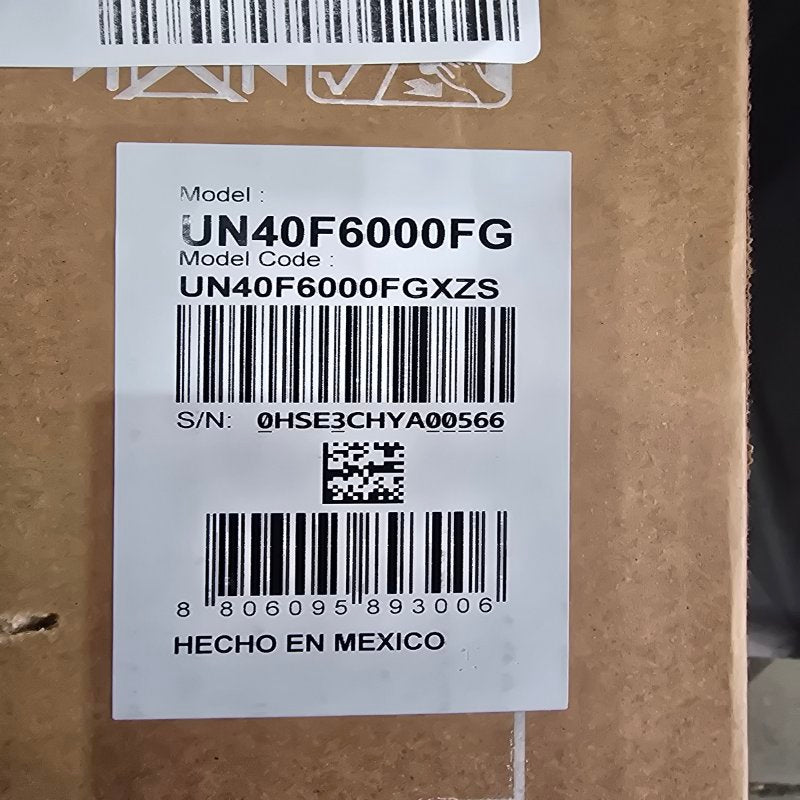 Model :
UN40F6000FG
Model Code :
UN40F6000FGXZS
S/N: 0HSE3CHYA00566
8 806095 893006
HECHO EN MEXICO